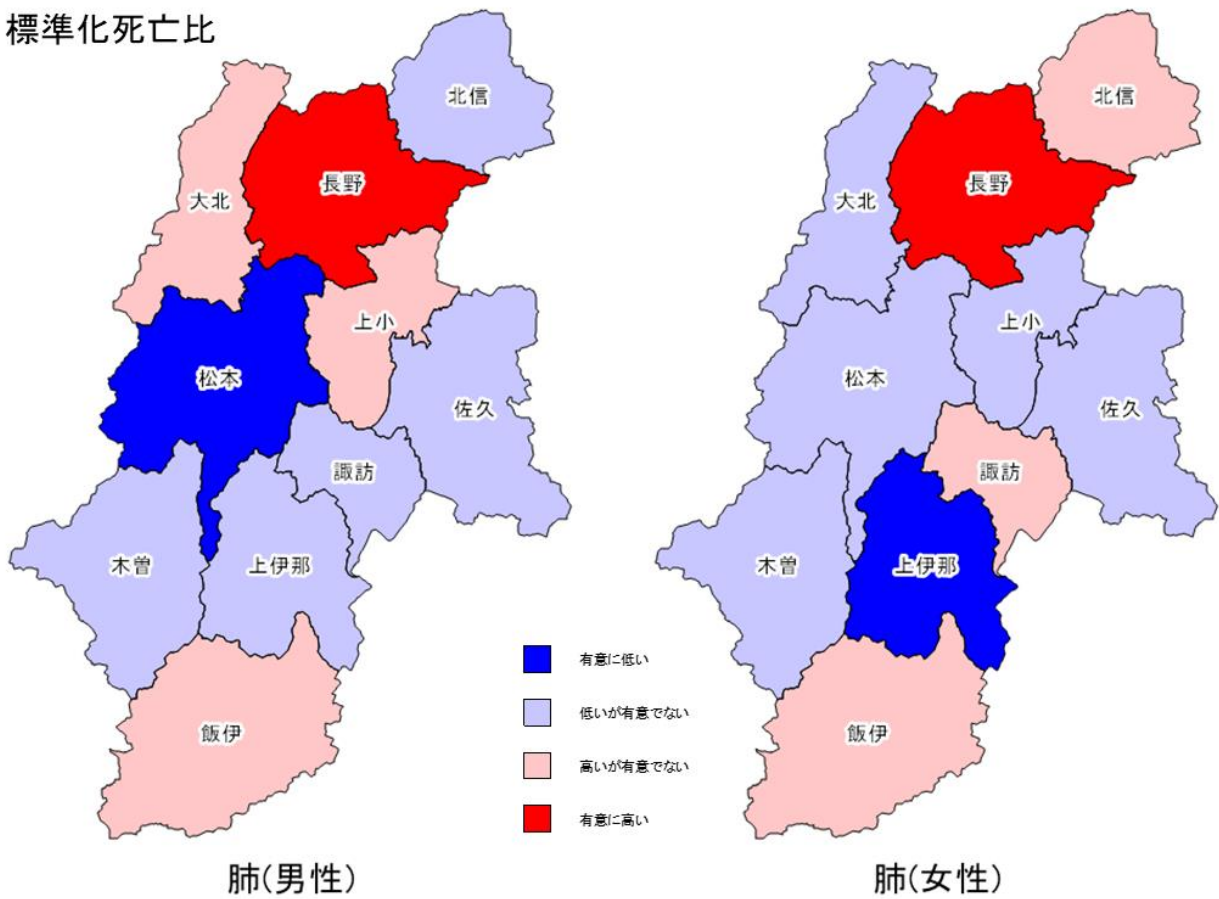 標準化死亡比
北信
長野
大北
上小
松本
佐久
諏訪
木曽
上伊那
飯伊
肺(男性)
有意に低い
低いが有意でない
高いが有意でない
有意に高い
北信
長野
大北
上小
松本
佐久
諏訪
木曽
上伊那
飯伊
肺(女性)